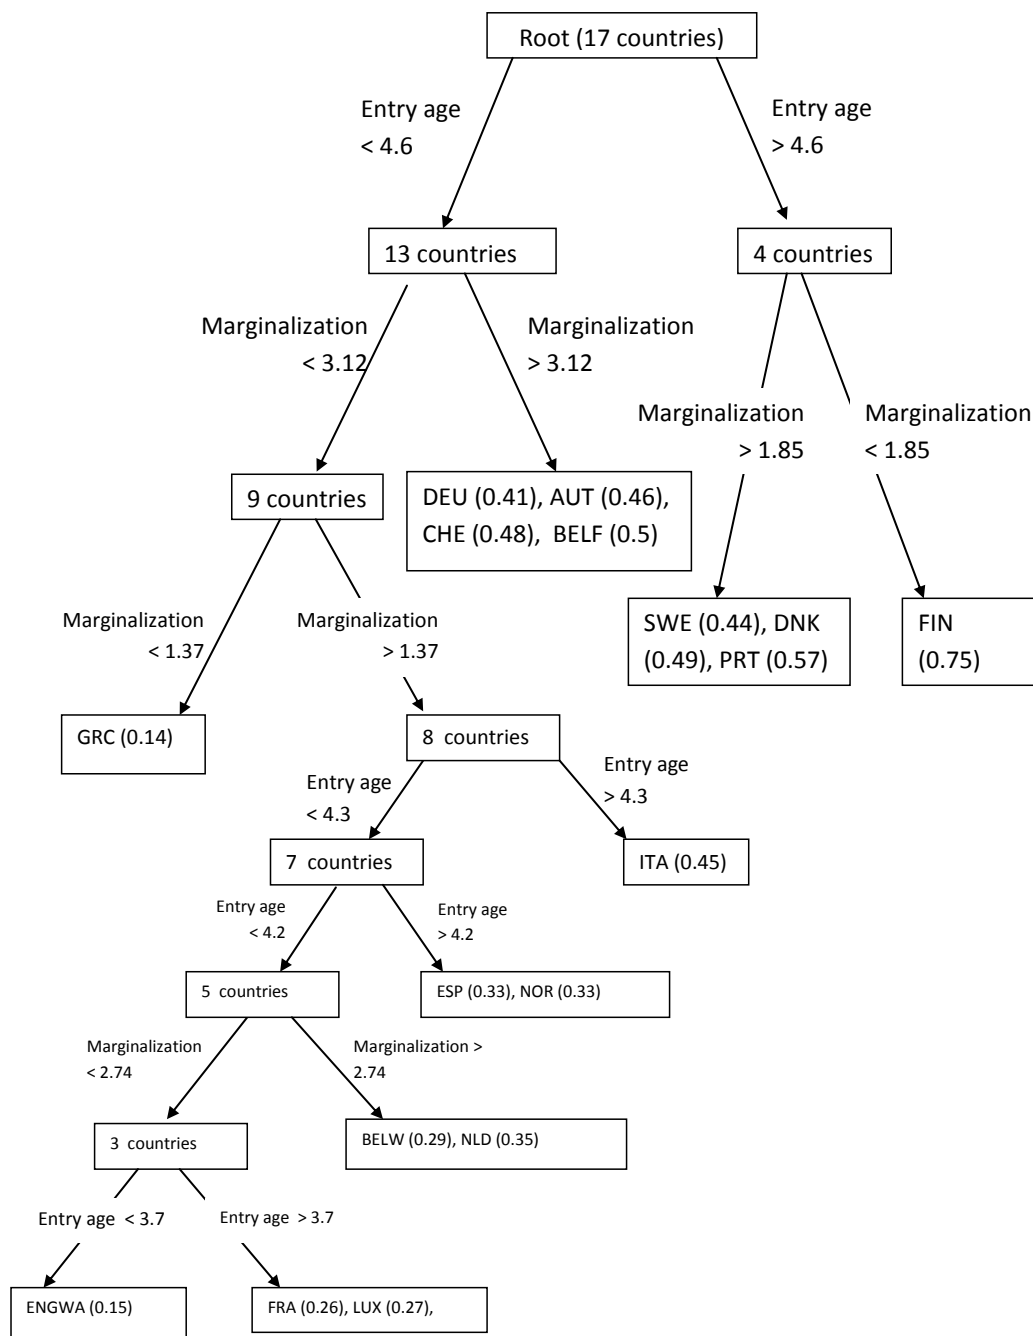 Root (17 countries)
Entry age
< 4.6
Entry age
> 4.6
13 countries
4 countries
Marginalization
< 3.12
Marginalization
> 3.12
Marginalization
> 1.85
Marginalization
< 1.85
9 countries
DEU (0.41), AUT (0.46),
CHE (0.48), BELF (0.5)
SWE (0.44), DNK
(0.49), PRT (0.57)
FIN
(0.75)
Marginalization
< 1.37
Marginalization
> 1.37
GRC (0.14)
8 countries
Entry age
< 4.3
Entry age
> 4.3
7 countries
ITA (0.45)
Entry age
< 4.2
Entry age
> 4.2
5 countries
ESP (0.33), NOR (0.33)
Marginalization
< 2.74
Marginalization >
2.74
3 countries
BELW (0.29), NLD (0.35)
Entry age < 3.7
Entry age > 3.7
ENGWA (0.15)
FRA (0.26), LUX (0.27),